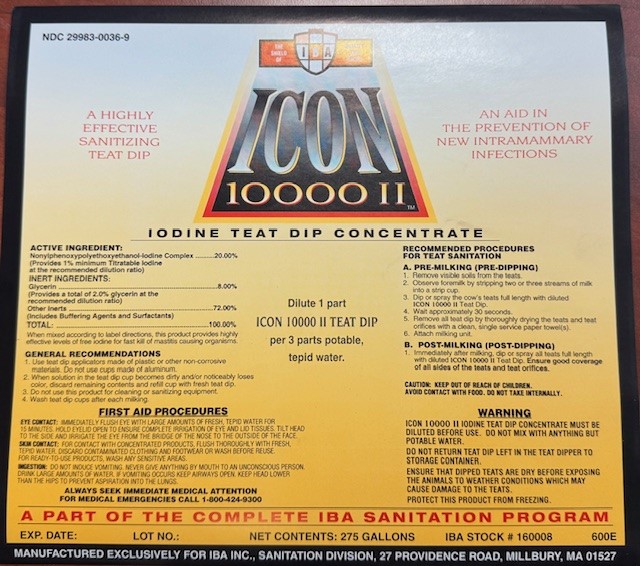 NDC 29983-0036-9
THE SHIELD OF
IBA
ICON
10000 II
TM
A HIGHLY
EFFECTIVE
SANITIZING
TEAT DIP
AN AID IN
THE PREVENTION OF
NEW INTRAMAMMARY
INFECTIONS
IODINE TEAT DIP CONCENTRATE
ACTIVE INGREDIENT:
Nonylphenoxypolyethoxyethanol-Iodine Complex ..........20.00%
(Provides 1% minimum Titratable Iodine
at the recommended dilution ratio)
INERT INGREDIENTS:
Glycerin ..........8.00%
(Provides a total of 2.0% glycerin at the
recommended dilution ratio)
Other Inerts ..........72.00%
(Includes Buffering Agents and Surfactants)
TOTAL: ..........100.00%
When mixed according to label directions, this product provides highly
effective levels of free iodine for fast kill of mastitis causing organisms.
GENERAL RECOMMENDATIONS
1. Use teat dip applicators made of plastic or other non-corrosive
materials. Do not use cups made of aluminum.
2. When solution in the teat dip cup becomes dirty and/or noticeably loses
color, discard remaining contents and refill cup with fresh teat dip.
3. Do not use this product for cleaning or sanitizing equipment.
4. Wash teat dip cups after each milking.
FIRST AID PROCEDURES
EYE CONTACT: IMMEDIATELY FLUSH EYE WITH LARGE AMOUNTS OF FRESH, TEPID WATER FOR
15 MINUTES. HOLD EYELID OPEN TO ENSURE COMPLETE IRRIGATION OF EYE AND LID TISSUES. TILT HEAD
TO THE SIDE AND IRRIGATE THE EYE FROM THE BRIDGE OF THE NOSE TO THE OUTSIDE OF THE FACE.
SKIN CONTACT: FOR CONTACT WITH CONCENTRATED PRODUCTS, FLUSH THOROUGHLY WITH FRESH,
TEPID WATER. DISCARD CONTAMINATED CLOTHING AND FOOTWEAR OR WASH BEFORE REUSE.
FOR READY-TO-USE PRODUCTS, WASH ANY SENSITIVE AREAS.
INGESTION: DO NOT INDUCE VOMITING. NEVER GIVE ANYTHING BY MOUTH TO AN UNCONSCIOUS PERSON.
DRINK LARGE AMOUNTS OF WATER. IF VOMITING OCCURS KEEP AIRWAYS OPEN. KEEP HEAD LOWER
THAN THE HIPS TO PREVENT ASPIRATION INTO THE LUNGS.
ALWAYS SEEK IMMEDIATE MEDICAL ATTENTION
FOR MEDICAL EMERGENCIES CALL 1-800-424-9300
Dilute 1 part
ICON 10000 II TEAT DIP
per 3 parts potable,
tepid water.
RECOMMENDED PROCEDURES
FOR TEAT SANITATION
A. PRE-MILKING (PRE-DIPPING)
1. Remove visible soils from the teats.
2. Observe foremilk by stripping two or three streams of milk
into a strip cup.
3. Dip or spray the cow's teats full length with diluted
ICON 10000 II Teat Dip.
4. Wait approximately 30 seconds.
5. Remove all teat dip by thoroughly drying the teats and teat
orifices with a clean, single service paper towel(s).
6. Attach milking unit.
B. POST-MILKING (POST-DIPPING)
1. Immediately after milking, dip or spray all teats full length
with diluted ICON 10000 II Teat Dip. Ensure good coverage
of all sides of the teats and teat orifices.
CAUTION: KEEP OUT OF REACH OF CHILDREN.
AVOID CONTACT WITH FOOD. DO NOT TAKE INTERNALLY.
WARNING
ICON 10000 II IODINE TEAT DIP CONCENTRATE MUST BE
DILUTED BEFORE USE. DO NOT MIX WITH ANYTHING BUT
POTABLE WATER.
DO NOT RETURN TEAT DIP LEFT IN THE TEAT DIPPER TO
STORAGE CONTAINER.
ENSURE THAT DIPPED TEATS ARE DRY BEFORE EXPOSING
THE ANIMALS TO WEATHER CONDITIONS WHICH MAY
CAUSE DAMAGE TO THE TEATS.
PROTECT THIS PRODUCT FROM FREEZING.
A PART OF THE COMPLETE IBA SANITATION PROGRAM
EXP. DATE: LOT NO.: NET CONTENTS: 275 GALLONS IBA STOCK # 160008 600E
MANUFACTURED EXCLUSIVELY FOR IBA INC., SANITATION DIVISION, 27 PROVIDENCE ROAD, MILLBURY, MA 01527